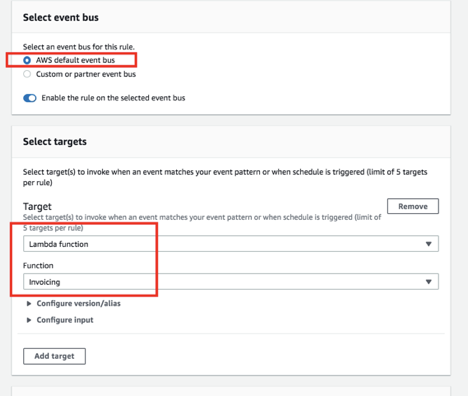 Select event bus
Select an event bus for this rule.
AWS default event bus
Custom or partner event bus
Enable the rule on the selected event bus
Select targets
Select target(s) to invoke when an event matches your event pattern or when schedule is triggered (limit of 5 targets
per rule)
Target
Remove
Select target(s) to invoke when an event matches your event pattern or when schedule is triggered (limit of
5 targets per rule)
Lambda function
Function
Invoicing
Configure version/alias
Configure input
Add target